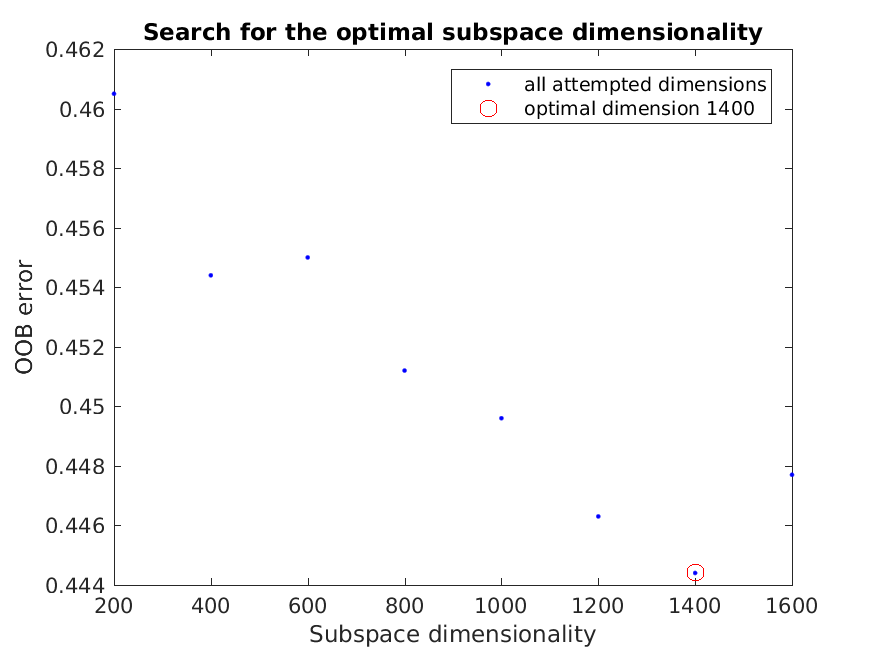 Search for the optimal subspace dimensionality
all attempted dimensions
optimal dimension 1400
0.462
0.46
0.458
0.456
0.454
0.452
0.45
0.448
0.446
0.444
OOB error
200 400 600 800 1000 1200 1400 1600
Subspace dimensionality